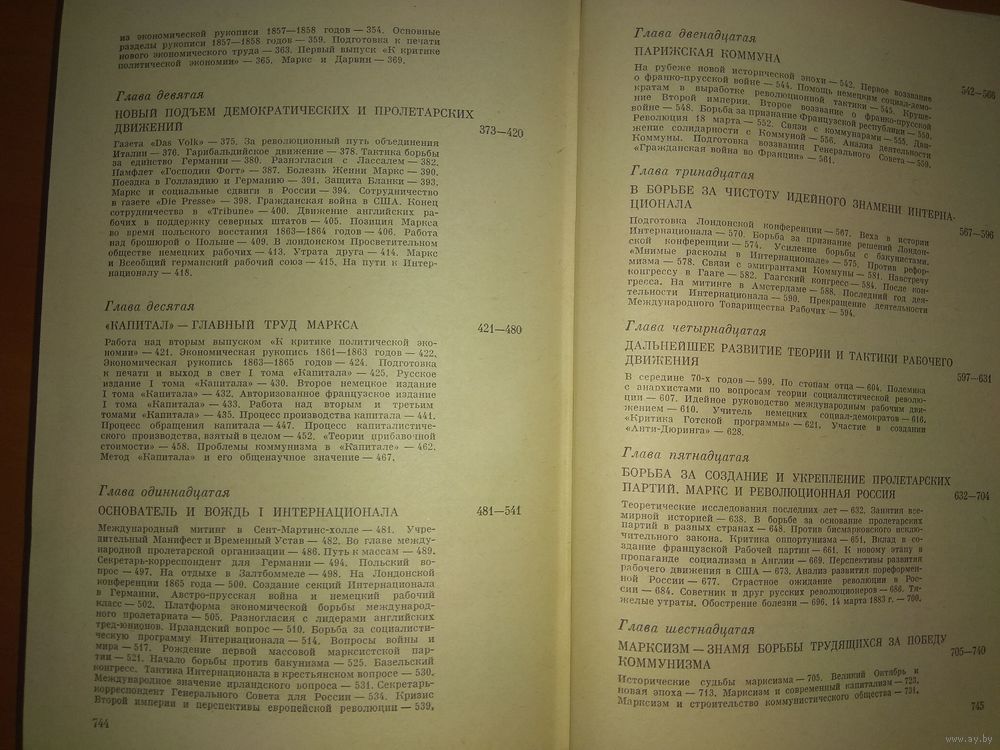 из экономической рукописи 1857—1858 годов — 354. Основные
разделы рукописи 1857—1858 годов — 359. Подготовка к печати
нового экономического труда — 363. Первый выпуск «К критике
политической экономии» — 365. Маркс и Дарвин — 369.
Глава девятая
НОВЫЙ ПОДЪЕМ ДЕМОКРАТИЧЕСКИХ И ПРОЛЕТАРСКИХ
ДВИЖЕНИЙ 373—420
Газета «Das Volk» — 375. За революционный путь объединения
Италии — 376. Гарибальдийское движение — 378. Тактика борьбы
за единство Германии — 380. Разногласия с Лассалем — 382.
Памфлет «Господин Фогт» — 387. Болезнь Женни Маркс — 390.
Поездка в Голландию и Германию — 391. Защита Бланки — 393.
Маркс и социальные сдвиги в России — 394. Сотрудничество
в газете «Die Presse» — 398. Гражданская война в США. Конец
сотрудничества в «Tribune» — 400. Движение английских ра-
бочих в поддержку северных штатов — 405. Позиция Маркса
во время польского восстания 1863—1864 годов — 406. Работа
над брошюрой о Польше — 409. В лондонском Просветительном
обществе немецких рабочих — 413. Утрата друга — 414. Маркс
и Всеобщий германский рабочий союз — 415. На пути к Интер-
националу — 418.
Глава десятая
«КАПИТАЛ» — ГЛАВНЫЙ ТРУД МАРКСА 421—480
Работа над вторым выпуском «К критике политической эко-
номии» — 421. Экономическая рукопись 1861—1863 годов — 422.
Экономическая рукопись 1863—1865 годов — 424. Подготовка
к печати и выход в свет I тома «Капитала» — 425. Русское
издание I тома «Капитала» — 430. Второе немецкое издание
I тома «Капитала» — 432. Авторизованное французское издание
I тома «Капитала» — 433. Работа над вторым и третьим
томами «Капитала» — 435. Процесс производства капитала — 441.
Процесс обращения капитала — 447. Процесс капиталистиче-
ского производства, взятый в целом — 452. «Теории прибавочной
стоимости» — 458. Проблемы коммунизма в «Капитале» — 462.
Метод «Капитала» и его общенаучное значение — 467.
Глава одиннадцатая
ОСНОВАТЕЛЬ И ВОЖДЬ I ИНТЕРНАЦИОНАЛА 481—541
Международный митинг в Сент-Мартинс-холле — 481. Учре-
дительный Манифест и Временный Устав — 482. Во главе между-
народной пролетарской организации — 486. Путь к массам — 489.
Секретарь-корреспондент для Германии — 494. Польский во-
прос — 497. На отдыхе в Залтбоммеле — 498. На Лондонской
конференции 1865 года — 500. Создание секций Интернационала
в Германии. Австро-прусская война и немецкий рабочий
класс — 502. Платформа экономической борьбы международ-
ного пролетариата — 505. Разногласия с лидерами английских
тред-юнионов. Ирландский вопрос — 510. Борьба за социалисти-
ческую программу Интернационала — 514. Вопросы войны и
мира — 517. Рождение первой массовой марксистской пар-
тии — 521. Начало борьбы против бакунизма — 525. Базельский
конгресс. Тактика Интернационала в крестьянском вопросе — 530.
Международное значение ирландского вопроса — 531. Секретарь-
корреспондент Генерального Совета для России — 534. Кризис
Второй империи и перспективы европейской революции — 539.
744
Глава двенадцатая
ПАРИЖСКАЯ КОММУНА 542—566
На рубеже новой исторической эпохи — 542. Первое воззвание
о франко-прусской войне — 544. Помощь немецким социал-демо-
кратам в выработке революционной тактики — 545. Круше-
ние Второй империи. Второе воззвание о франко-прусской
войне — 548. Борьба за признание Французской республики — 550.
Революция 18 марта — 552. Связи с коммунарами — 555. Дви-
жение солидарности с Коммуной — 556. Анализ деятельности
Коммуны. Подготовка воззвания Генерального Совета — 559.
«Гражданская война во Франции» — 561.
Глава тринадцатая
В БОРЬБЕ ЗА ЧИСТОТУ ИДЕЙНОГО ЗНАМЕНИ ИНТЕРНА-
ЦИОНАЛА 567—596
Подготовка Лондонской конференции — 567. Веха в истории
Интернационала — 570. Борьба за признание решений Лондон-
ской конференции — 574. Усиление борьбы с бакунистами.
«Мнимые расколы в Интернационале» — 575. Против рефор-
мизма — 578. Связи с эмигрантами Коммуны — 581. Навстречу
конгрессу в Гааге — 582. Гаагский конгресс — 584. После кон-
гресса. На митинге в Амстердаме — 588. Последний год дея-
тельности Интернационала — 590. Прекращение деятельности
Международного Товарищества Рабочих — 594.
Глава четырнадцатая
ДАЛЬНЕЙШЕЕ РАЗВИТИЕ ТЕОРИИ И ТАКТИКИ РАБОЧЕГО
ДВИЖЕНИЯ 597—631
В середине 70-х годов — 599. По стопам отца — 604. Полемика
с анархистами по вопросам теории социалистической револю-
ции — 607. Идейное руководство международным рабочим дви-
жением — 610. Учитель немецких социал-демократов — 616.
«Критика Готской программы» — 621. Участие в создании
«Анти-Дюринга» — 628.
Глава пятнадцатая
БОРЬБА ЗА СОЗДАНИЕ И УКРЕПЛЕНИЕ ПРОЛЕТАРСКИХ
ПАРТИЙ. МАРКС И РЕВОЛЮЦИОННАЯ РОССИЯ 632—704
Теоретические исследования последних лет — 632. Занятия все-
мирной историей — 638. В борьбе за основание пролетарских
партий в разных странах — 648. Против бисмарковского исклю-
чительного закона. Критика оппортунизма — 651. Вклад в со-
здание французской Рабочей партии — 661. К новому этапу в
пропаганде социализма в Англии — 669. Перспективы развития
рабочего движения в США — 673. Анализ развития пореформен-
ной России — 677. Страстное ожидание революции в Рос-
сии — 684. Советник и друг русских революционеров — 686. Тя-
желые утраты. Обострение болезни — 696. 14 марта 1883 г. — 700.
Глава шестнадцатая
МАРКСИЗМ — ЗНАМЯ БОРЬБЫ ТРУДЯЩИХСЯ ЗА ПОБЕДУ
КОММУНИЗМА 705—740
Исторические судьбы марксизма — 705. Великий Октябрь и
новая эпоха — 713. Марксизм и современный капитализм — 723.
Марксизм и строительство коммунистического общества — 731.
745
www.ay.by